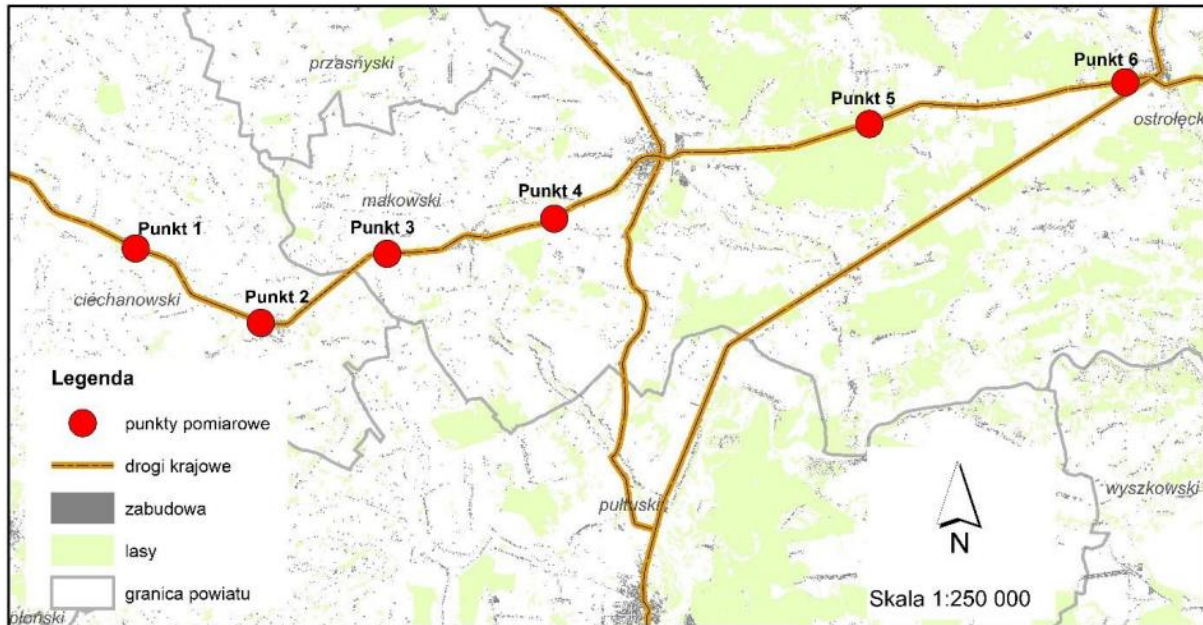 przasnyski
Punkt 6
Punkt 5
ostrołęck
Punkt 4
makowski
Punkt 3
Punkt 1
ciechanowski
Punkt 2
Legenda
punkty pomiarowe
drogi krajowe
zabudowa
lasy
granica powiatu
płoński
pułtuski
wyszkowski
N
Skala 1:250 000